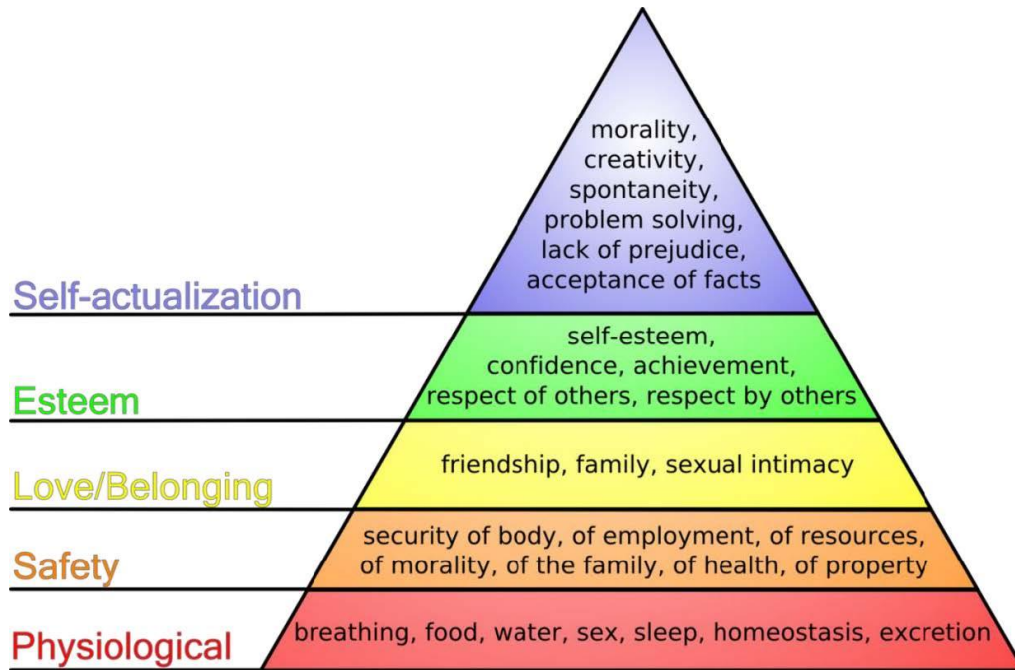 morality,
creativity,
spontaneity,
problem solving,
lack of prejudice,
acceptance of facts
Self-actualization
self-esteem,
confidence, achievement,
respect of others, respect by others
Esteem
friendship, family, sexual intimacy
Love/Belonging
security of body, of employment, of resources,
of morality, of the family, of health, of property
Safety
breathing, food, water, sex, sleep, homeostasis, excretion
Physiological